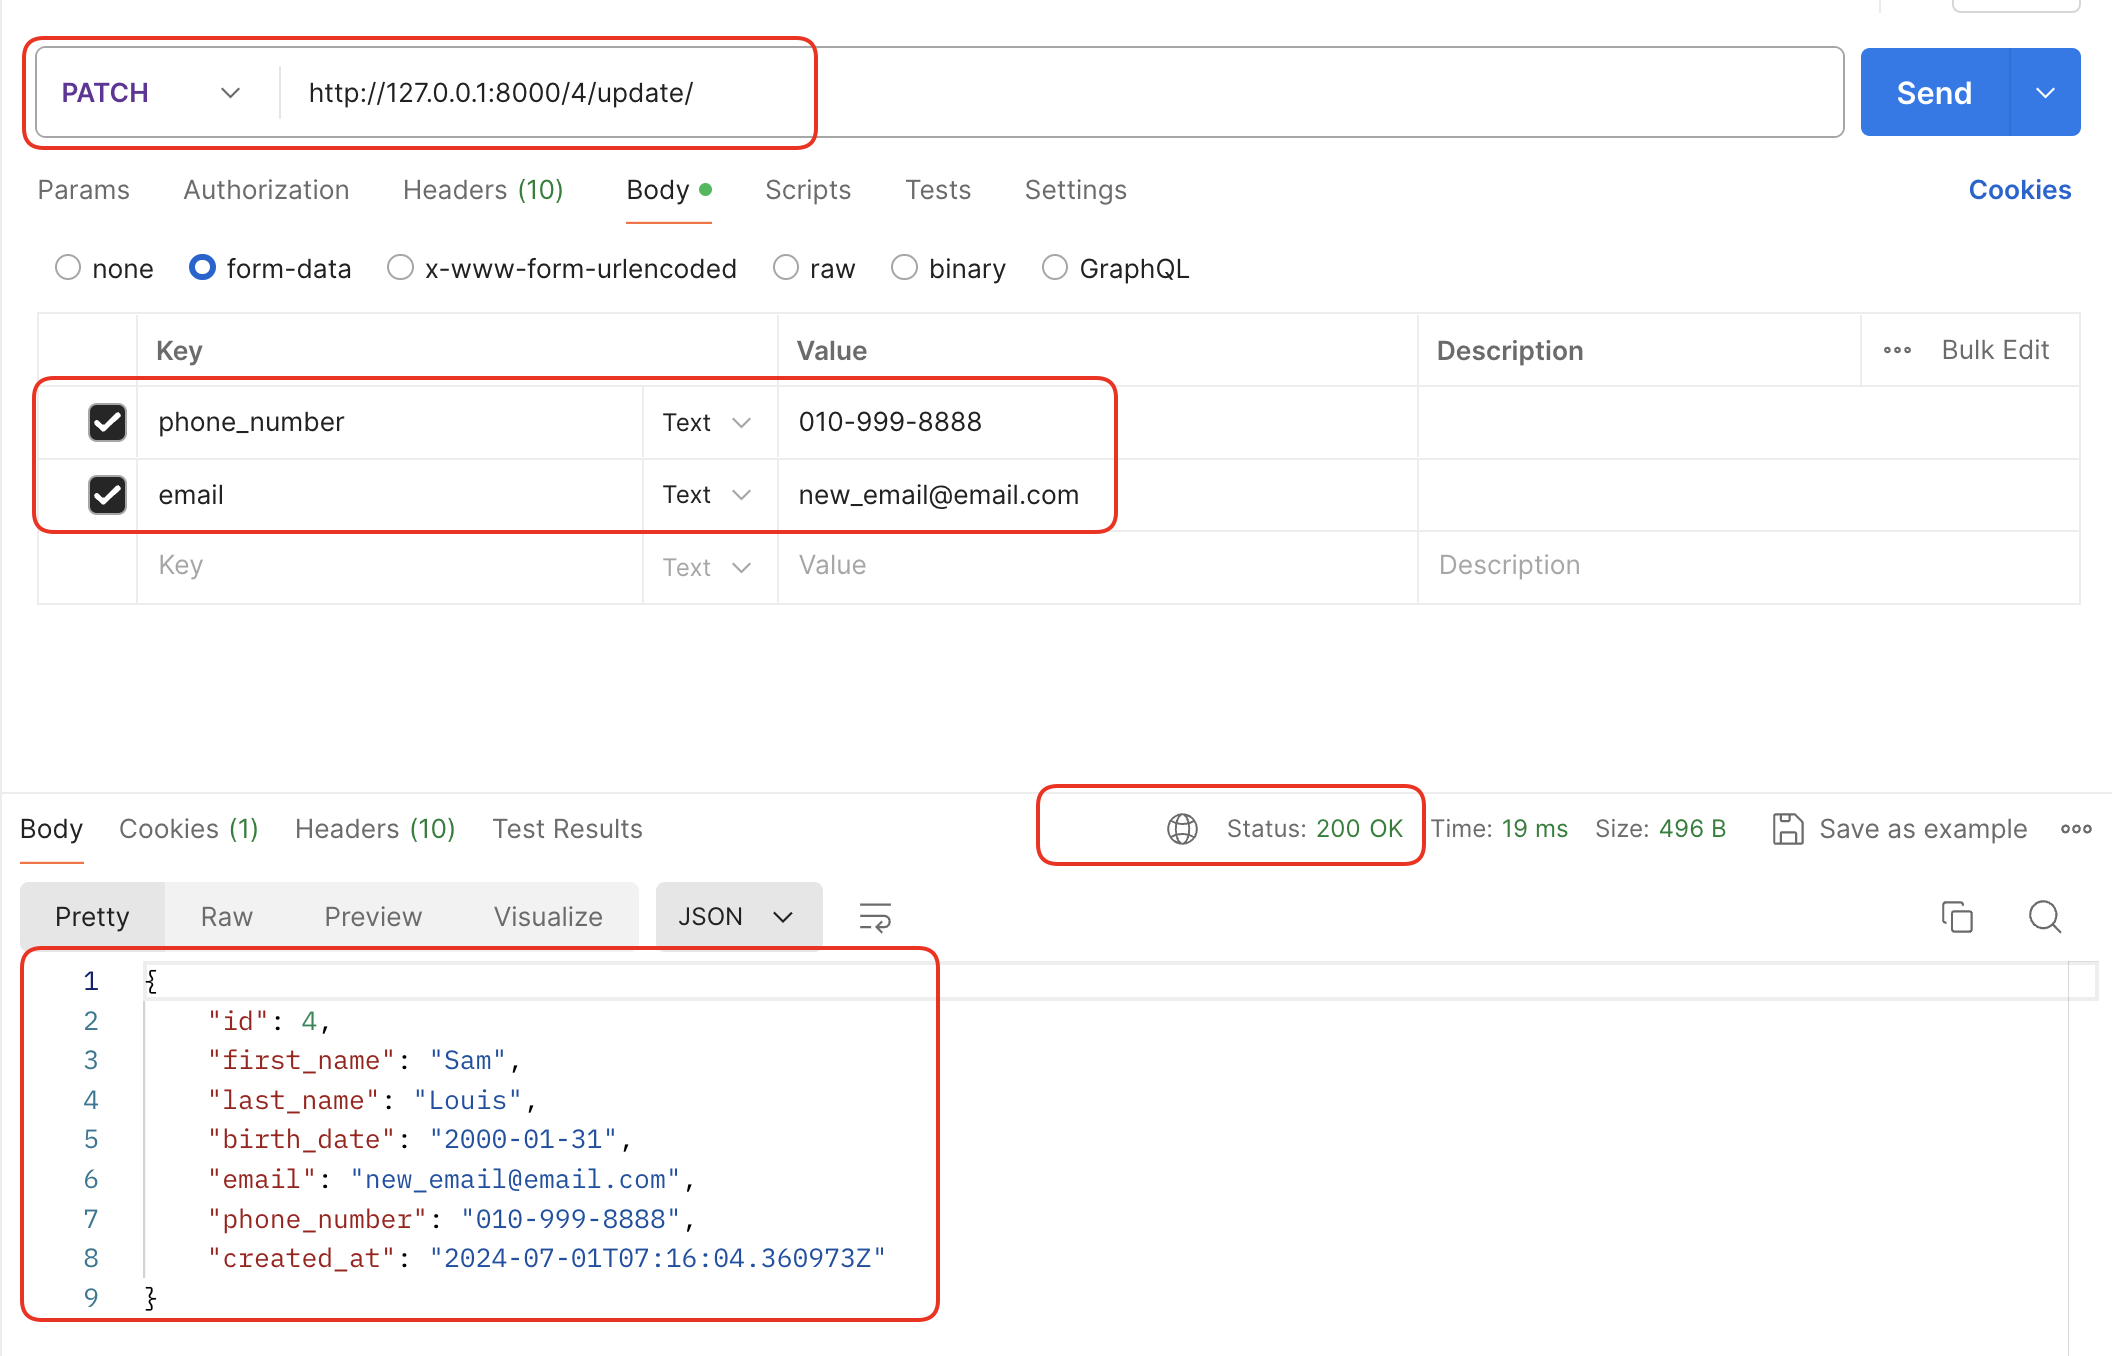 PATCH http://127.0.0.1:8000/4/update/ Send
Params Authorization Headers (10) Body Scripts Tests Settings Cookies
none form-data x-www-form-urlencoded raw binary GraphQL
Key Value Description Bulk Edit
phone_number Text 010-999-8888
email Text new_email@email.com
Key Text Value Description
Body Cookies (1) Headers (10) Test Results Status: 200 OK Time: 19 ms Size: 496 B Save as example
Pretty Raw Preview Visualize JSON
1 {
2 "id": 4,
3 "first_name": "Sam",
4 "last_name": "Louis",
5 "birth_date": "2000-01-31",
6 "email": "new_email@email.com",
7 "phone_number": "010-999-8888",
8 "created_at": "2024-07-01T07:16:04.360973Z"
9 }